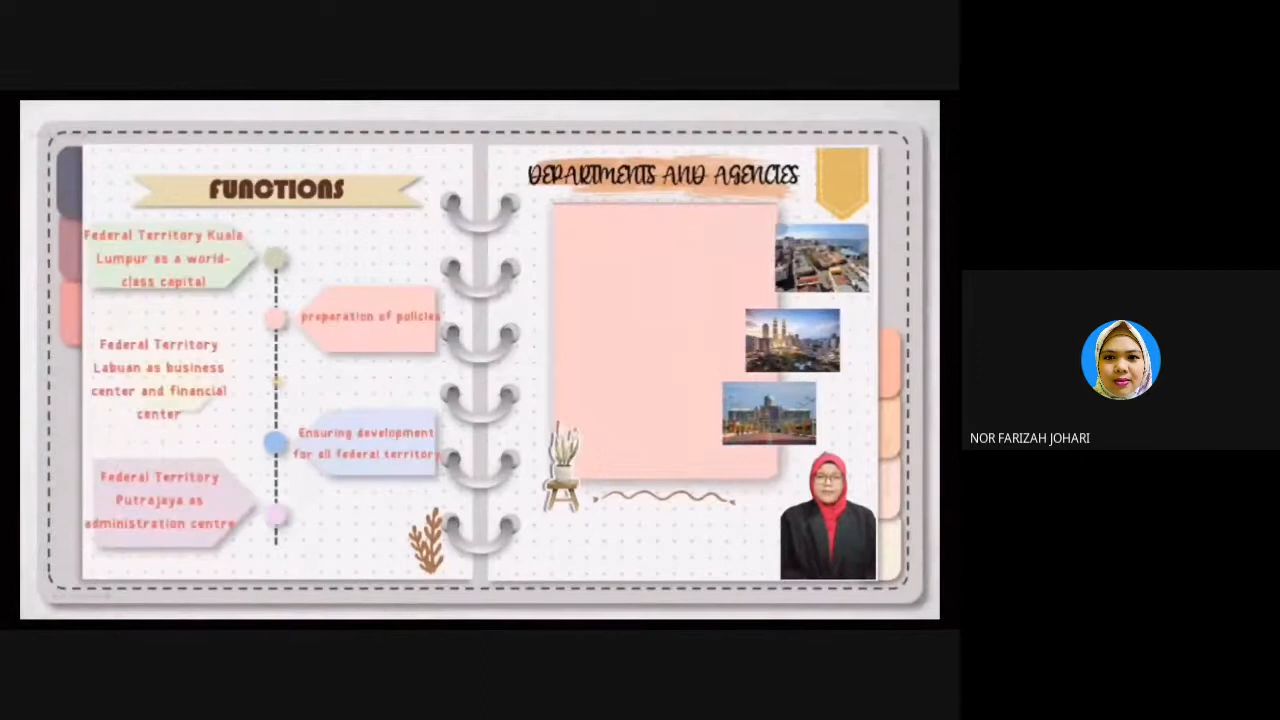 FUNCTIONS
Federal Territory Kuala
Lumpur as a world-
class capital
preparation of policies
Federal Territory
Labuan as business
center and financial
center
Ensuring development
for all federal territory
Federal Territory
Putrajaya as
administration centre
DEPARTMENTS AND AGENCIES
NOR FARIZAH JOHARI